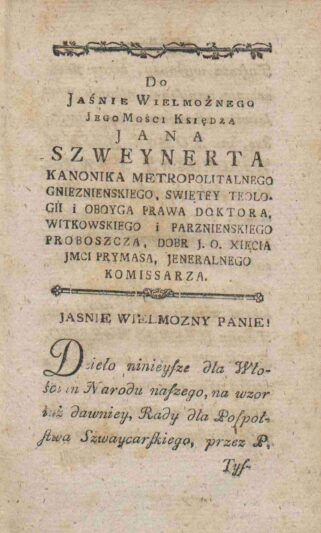 Do
JAŚNIE WIELMOŻNEGO
JEGOMOŚCI KSIĘDZA
JANA
SZWEYNERTA
KANONIKA METROPOLITALNEGO
GNIEZNIENSKIEGO, SWIĘTEY TEOLO-
GII i OBOYGA PRAWA DOKTORA,
WITKOWSKIEGO i PARZNIENSKIEGO
PROBOSZCZA, DOBR J. O. XIĘCIA
JMCI PRYMASA, JENERALNEGO
KOMISSARZA.
JASNIE WIELMOZNY PANIE!
Dzieło ninieyſze dla Wło-
ścian Narodu naſzego, na wzor
iuż dawniey, Rady dla Poſpol-
ſtwa Szwaycarſkiego, przez P.
Tyſ-